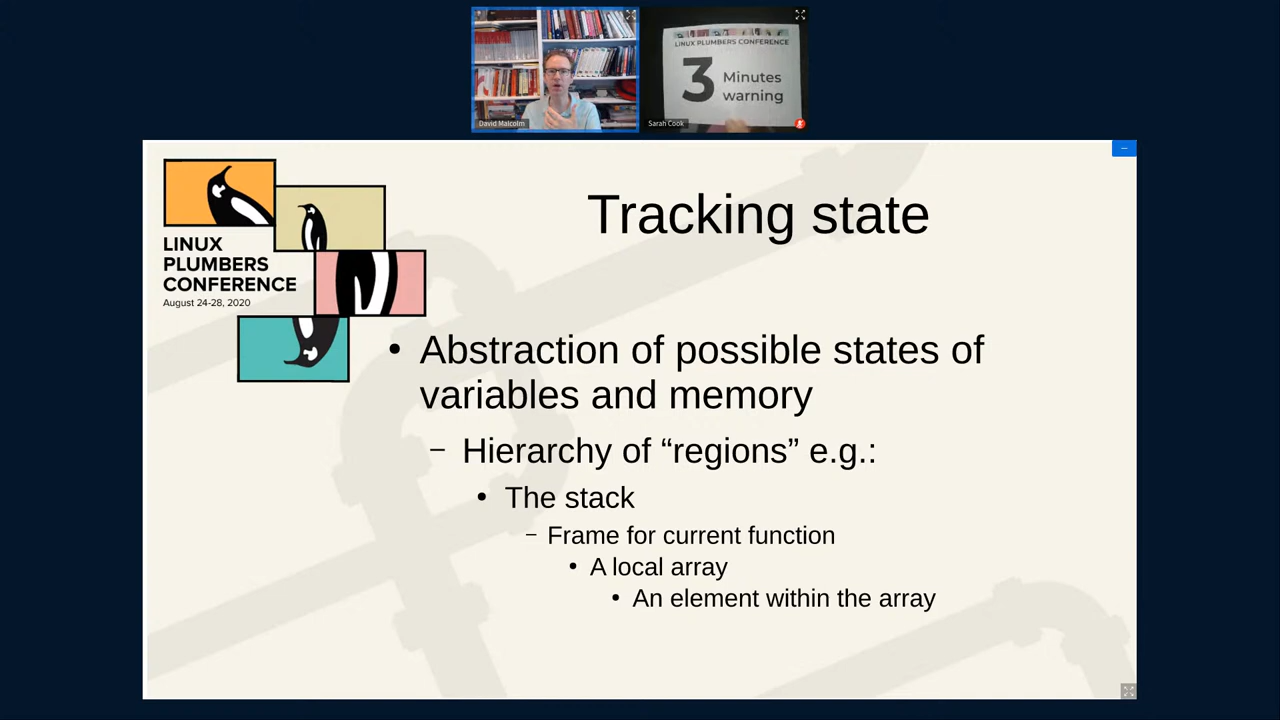 David Malcolm
LINUX PLUMBERS CONFERENCE
3 Minutes
warning
Sarah Cook
LINUX
PLUMBERS
CONFERENCE
August 24-28, 2020
Tracking state
• Abstraction of possible states of
variables and memory
– Hierarchy of “regions” e.g.:
• The stack
– Frame for current function
• A local array
• An element within the array